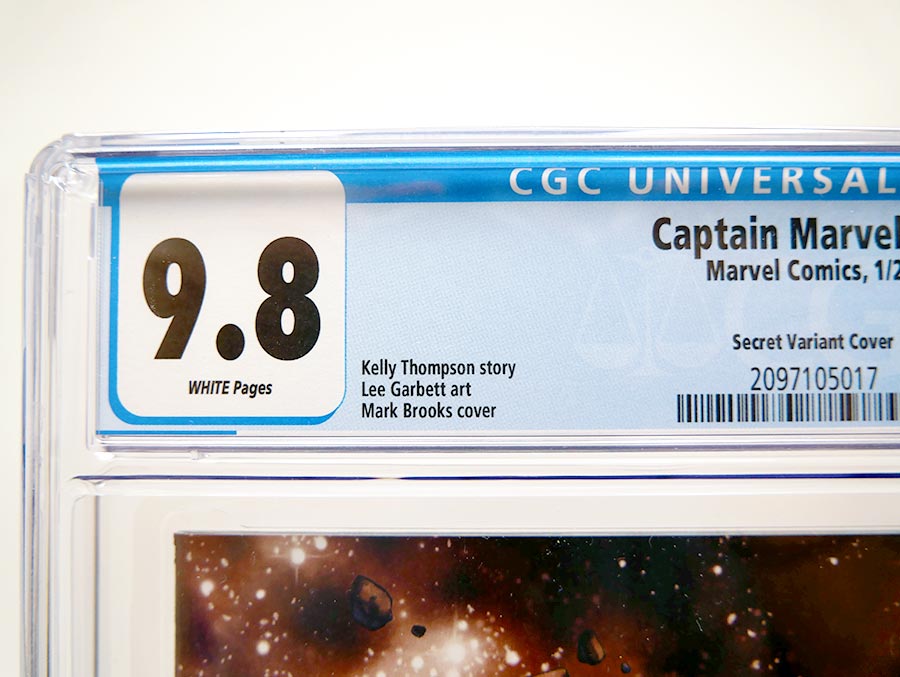 CGC UNIVERSAL
9.8
WHITE Pages
Captain Marvel
Marvel Comics, 1/2
Secret Variant Cover
Kelly Thompson story
Lee Garbett art
Mark Brooks cover
2097105017